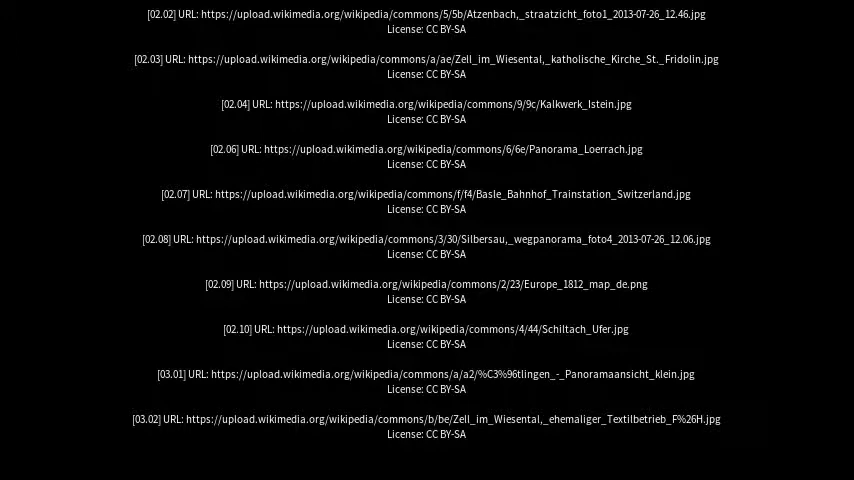 [02.02] URL: https://upload.wikimedia.org/wikipedia/commons/5/5b/Atzenbach,_straatzicht_foto1_2013-07-26_12.46.jpg
License: CC BY-SA
[02.03] URL: https://upload.wikimedia.org/wikipedia/commons/a/ae/Zell_im_Wiesental,_katholische_Kirche_St._Fridolin.jpg
License: CC BY-SA
[02.04] URL: https://upload.wikimedia.org/wikipedia/commons/9/9c/Kalkwerk_Istein.jpg
License: CC BY-SA
[02.06] URL: https://upload.wikimedia.org/wikipedia/commons/6/6e/Panorama_Loerrach.jpg
License: CC BY-SA
[02.07] URL: https://upload.wikimedia.org/wikipedia/commons/f/f4/Basle_Bahnhof_Trainstation_Switzerland.jpg
License: CC BY-SA
[02.08] URL: https://upload.wikimedia.org/wikipedia/commons/3/30/Silbersau,_wegpanorama_foto4_2013-07-26_12.06.jpg
License: CC BY-SA
[02.09] URL: https://upload.wikimedia.org/wikipedia/commons/2/23/Europe_1812_map_de.png
License: CC BY-SA
[02.10] URL: https://upload.wikimedia.org/wikipedia/commons/4/44/Schiltach_Ufer.jpg
License: CC BY-SA
[03.01] URL: https://upload.wikimedia.org/wikipedia/commons/a/a2/%C3%96tlingen_-_Panoramaansicht_klein.jpg
License: CC BY-SA
[03.02] URL: https://upload.wikimedia.org/wikipedia/commons/b/be/Zell_im_Wiesental,_ehemaliger_Textilbetrieb_F%26H.jpg
License: CC BY-SA